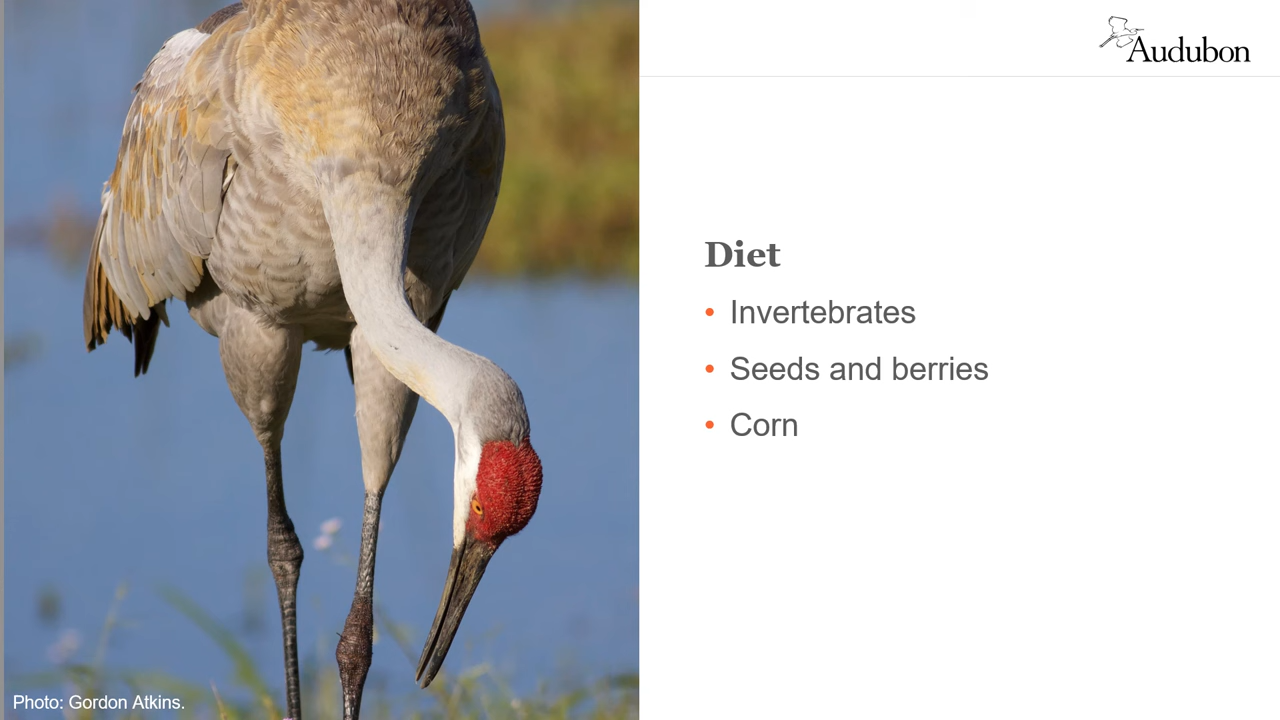 Audubon
Diet
• Invertebrates
• Seeds and berries
• Corn
Photo: Gordon Atkins.